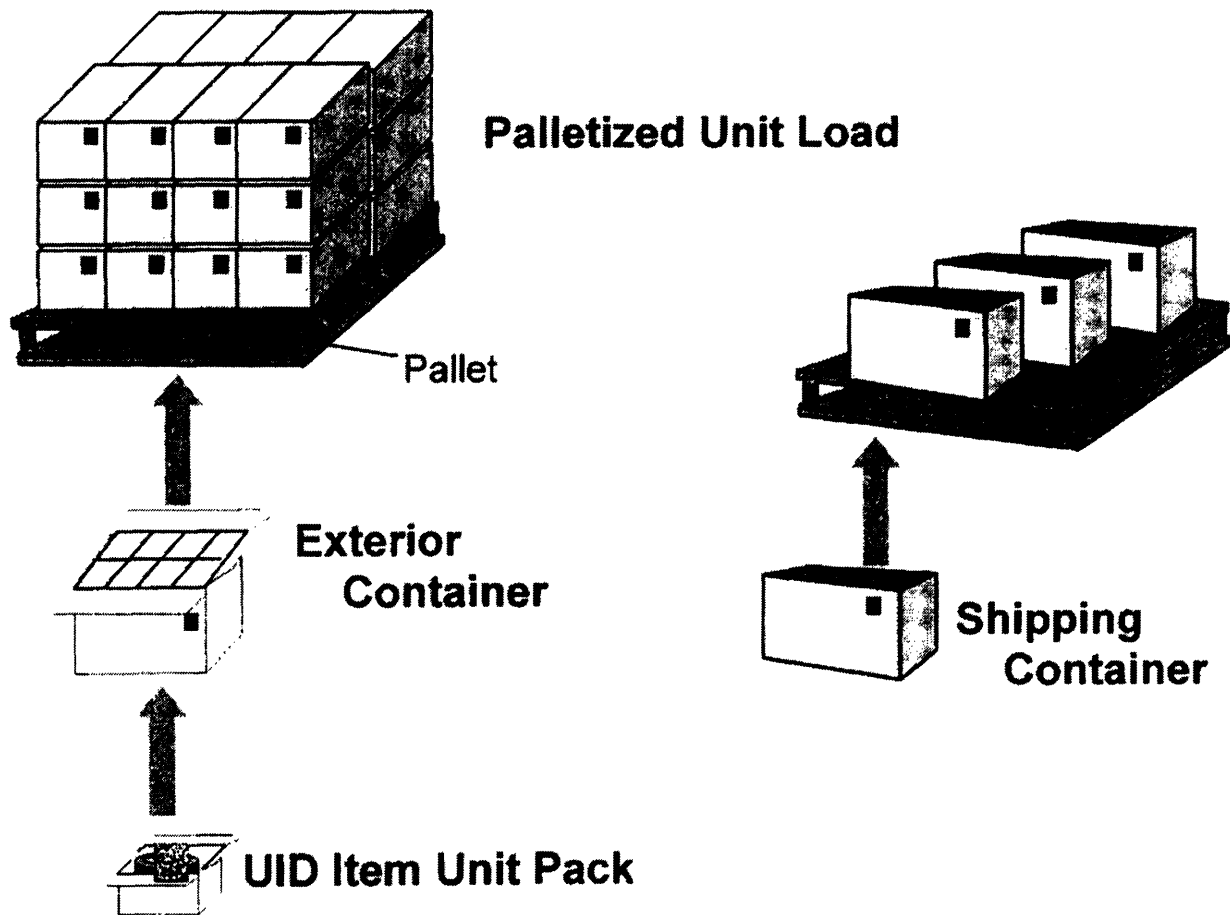 Palletized Unit Load
Pallet
Exterior
Container
Shipping
Container
UID Item Unit Pack